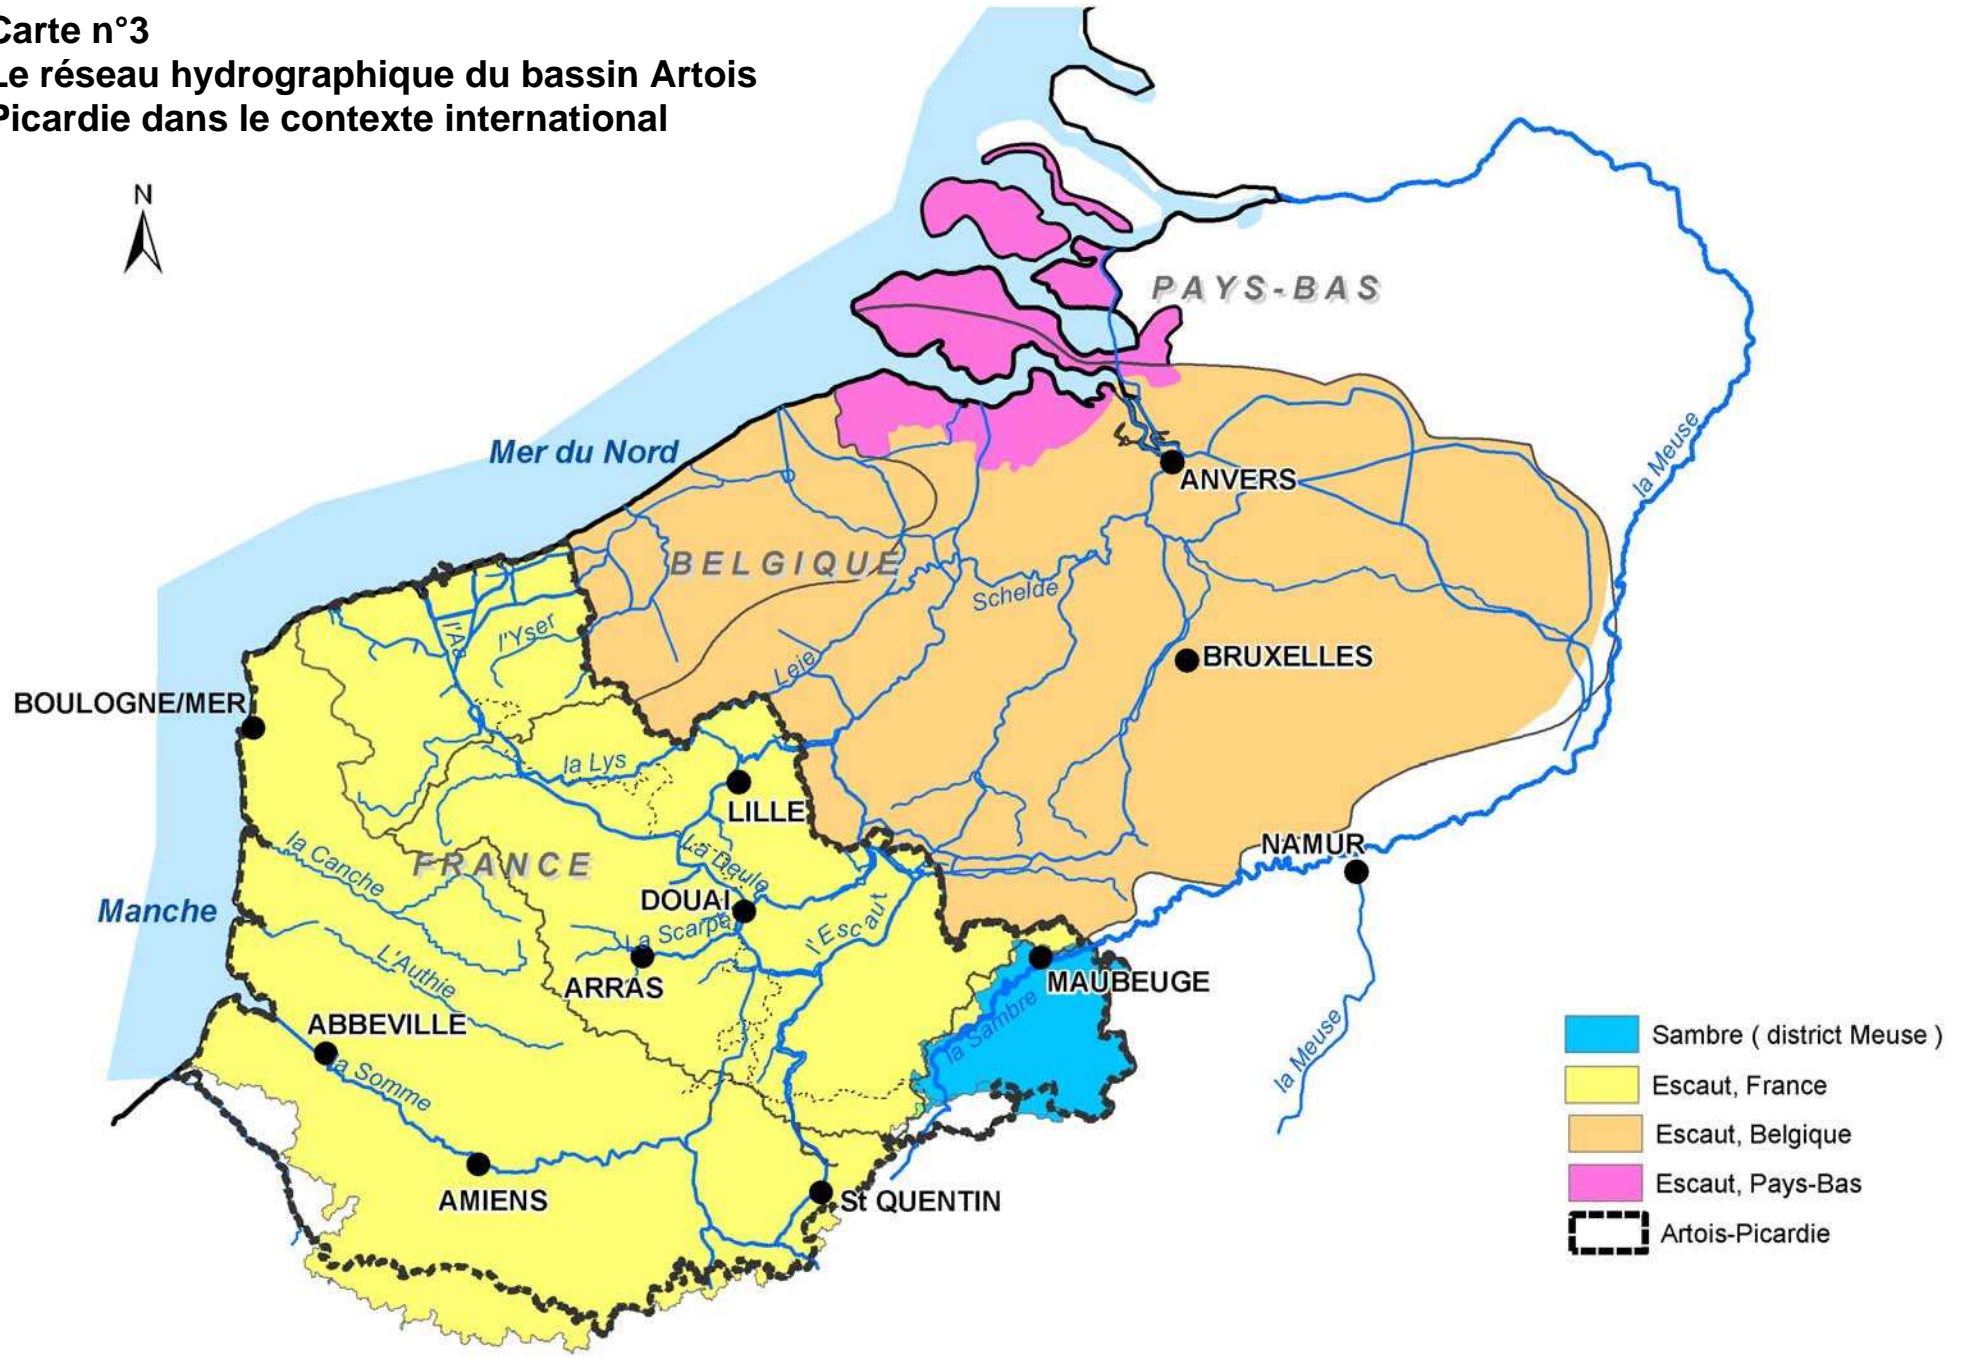 Carte n°3
Le réseau hydrographique du bassin Artois
Picardie dans le contexte international
N
PAYS-BAS
Mer du Nord
la Meuse
ANVERS
BELGIQUE
Schelde
l'Aa
l'Yser
Leie
BRUXELLES
BOULOGNE/MER
la Lys
LILLE
la Canche
FRANCE
La Deule
NAMUR
DOUAI
Manche
La Scarpe
l'Escaut
L'Authie
ARRAS
MAUBEUGE
ABBEVILLE
la Sambre
la Meuse
la Somme
AMIENS
St QUENTIN
Sambre ( district Meuse )
Escaut, France
Escaut, Belgique
Escaut, Pays-Bas
Artois-Picardie